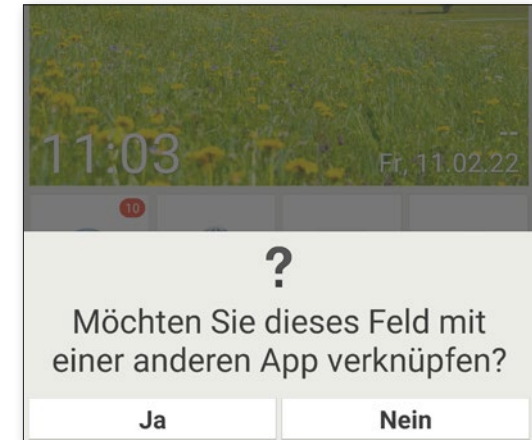 11:03
--
Fr, 11.02.22
10
?
Möchten Sie dieses Feld mit
einer anderen App verknüpfen?
Ja
Nein